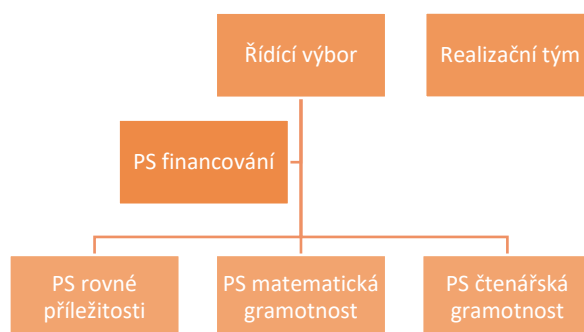 Řídící výbor
Realizační tým
PS financování
PS rovné
příležitosti
PS matematická
gramotnost
PS čtenářská
gramotnost